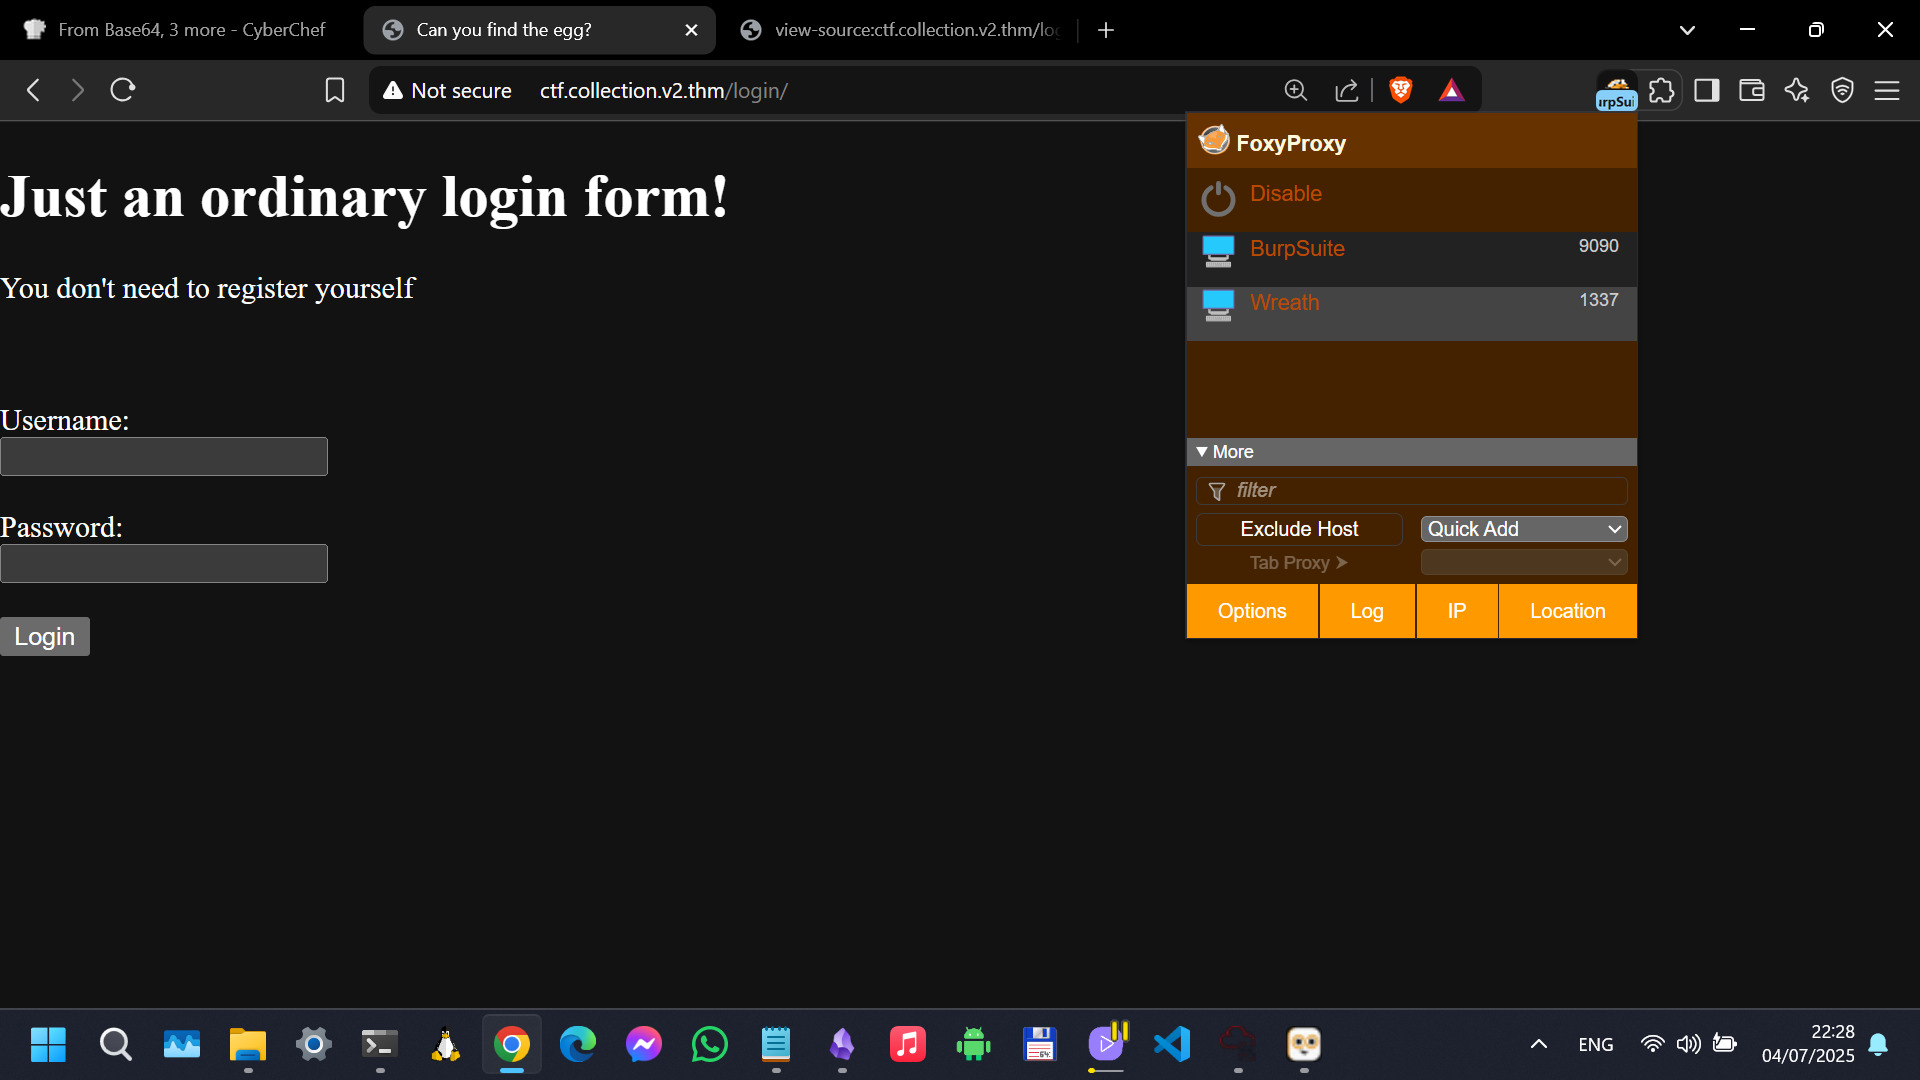 From Base64, 3 more - CyberChef
Can you find the egg?
view-source:ctf.collection.v2.thm/lo
Not secure
ctf.collection.v2.thm/login/
urpSui
FoxyProxy
Disable
BurpSuite 9090
Wreath 1337
More
filter
Exclude Host
Quick Add
Tab Proxy ➤
Options
Log
IP
Location
Just an ordinary login form!
You don't need to register yourself
Username:
Password:
Login
64
ENG
22:28
04/07/2025